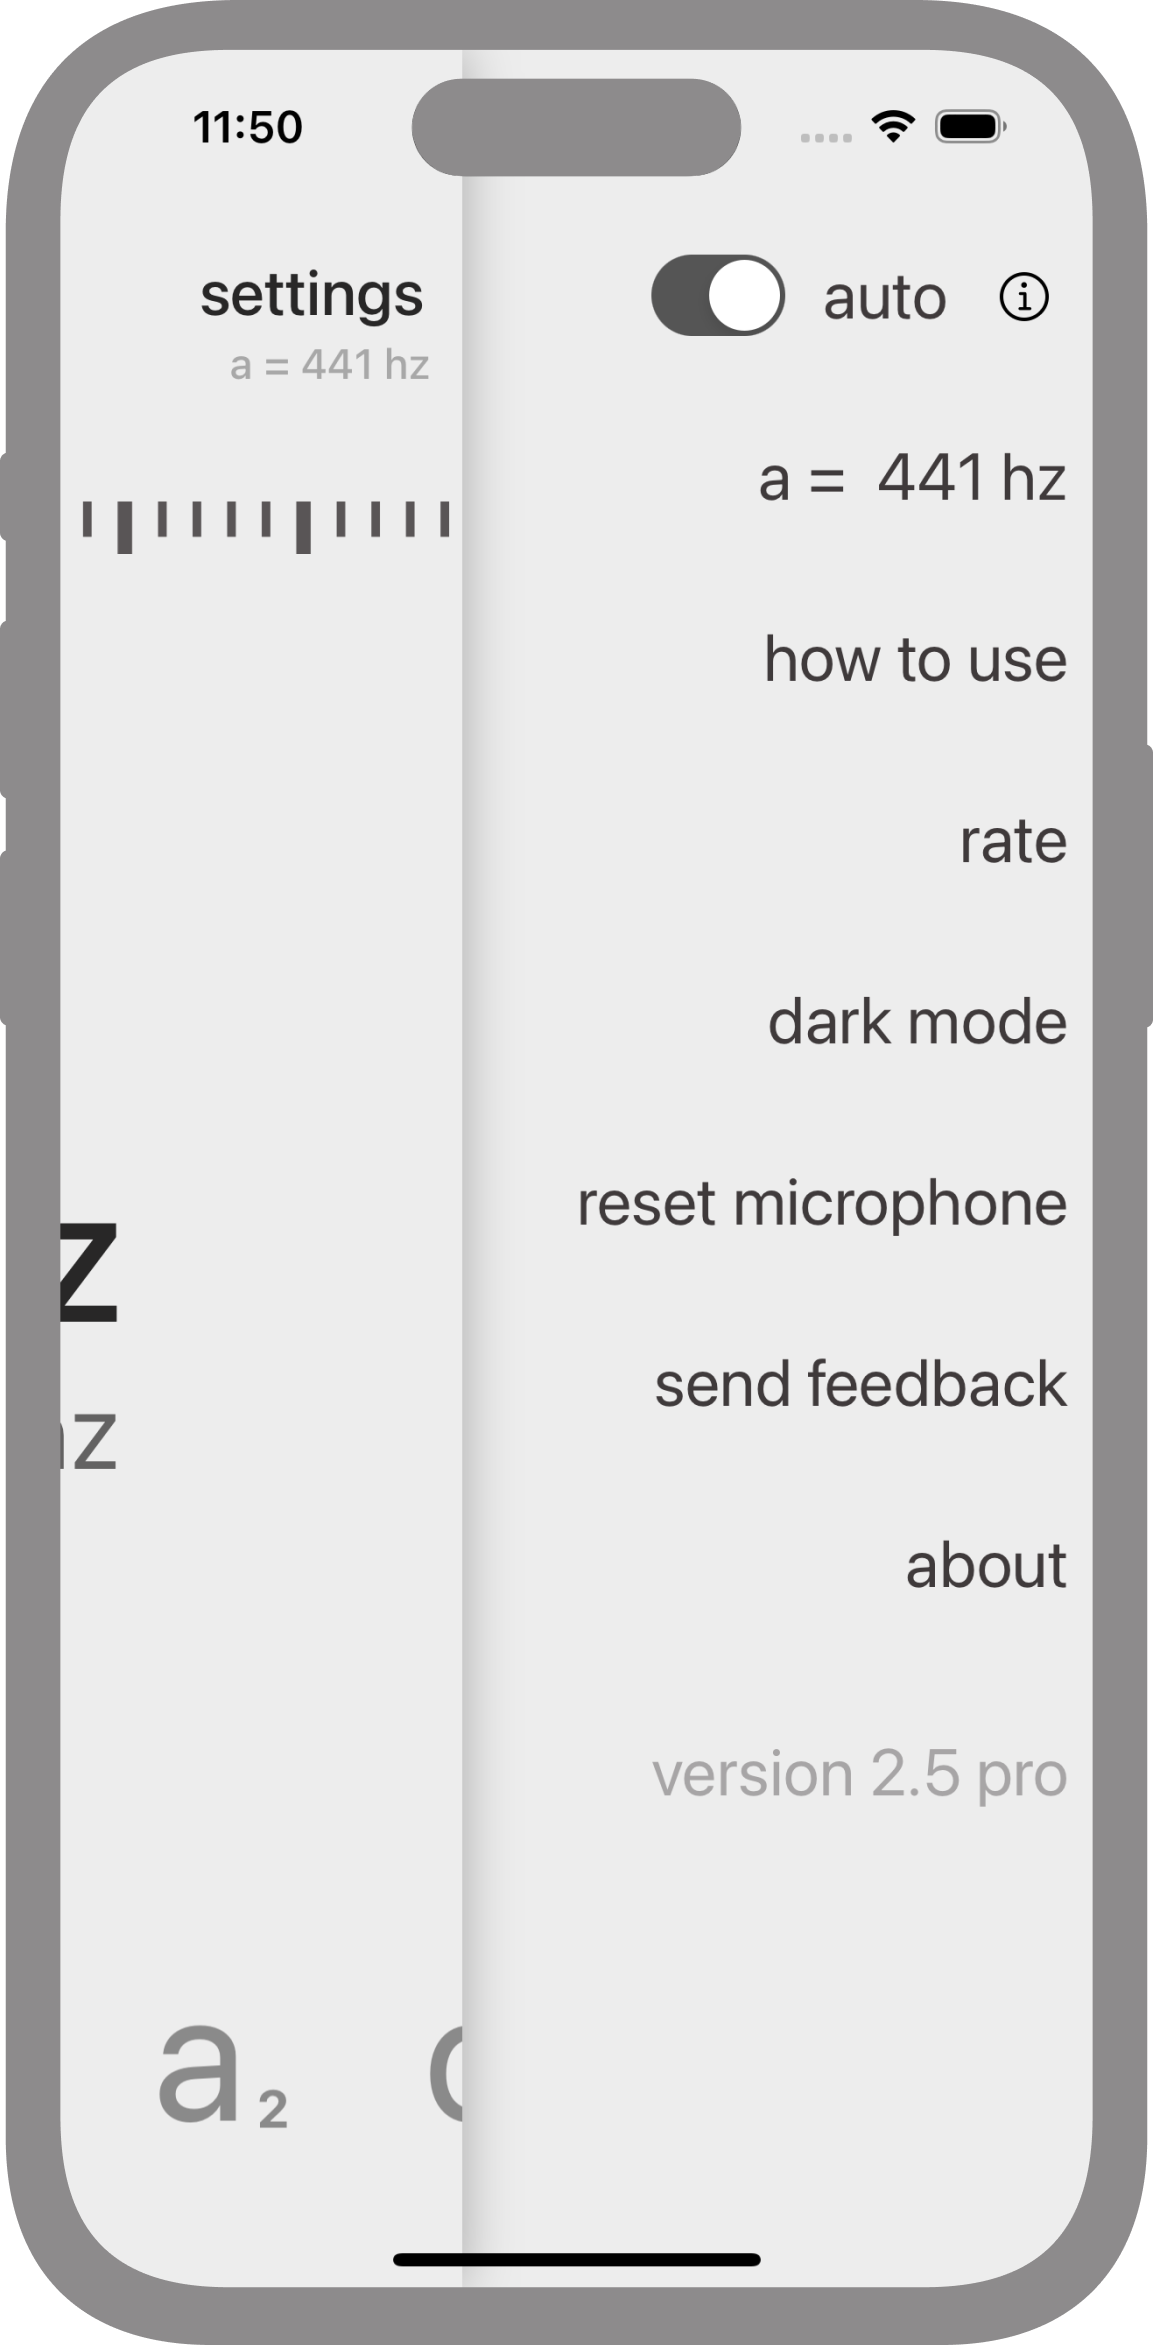 11:50
settings
a = 441 hz
auto
a = 441 hz
how to use
rate
dark mode
reset microphone
send feedback
about
version 2.5 pro
z
z
a₂